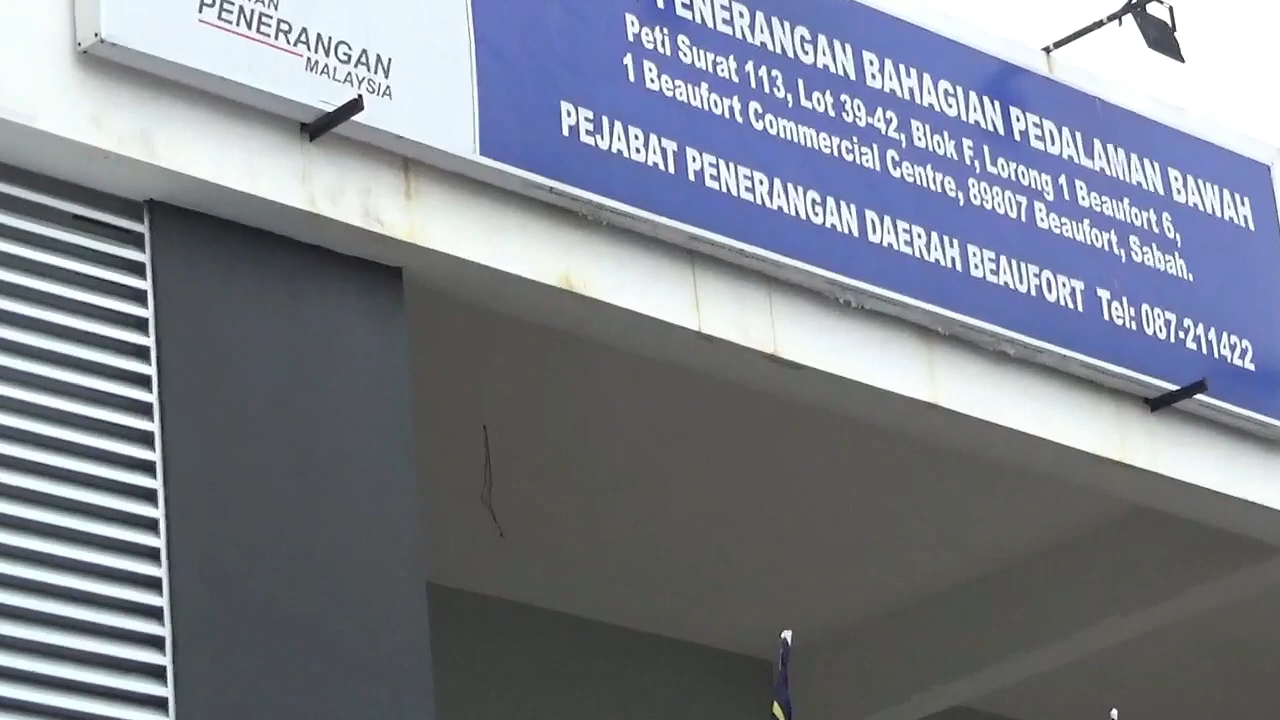 PENERANGAN
MALAYSIA
PENERANGAN BAHAGIAN PEDALAMAN BAWAH
Peti Surat 113, Lot 39-42, Blok F, Lorong 1 Beaufort 6,
1 Beaufort Commercial Centre, 89807 Beaufort, Sabah.
PEJABAT PENERANGAN DAERAH BEAUFORT Tel: 087-211422